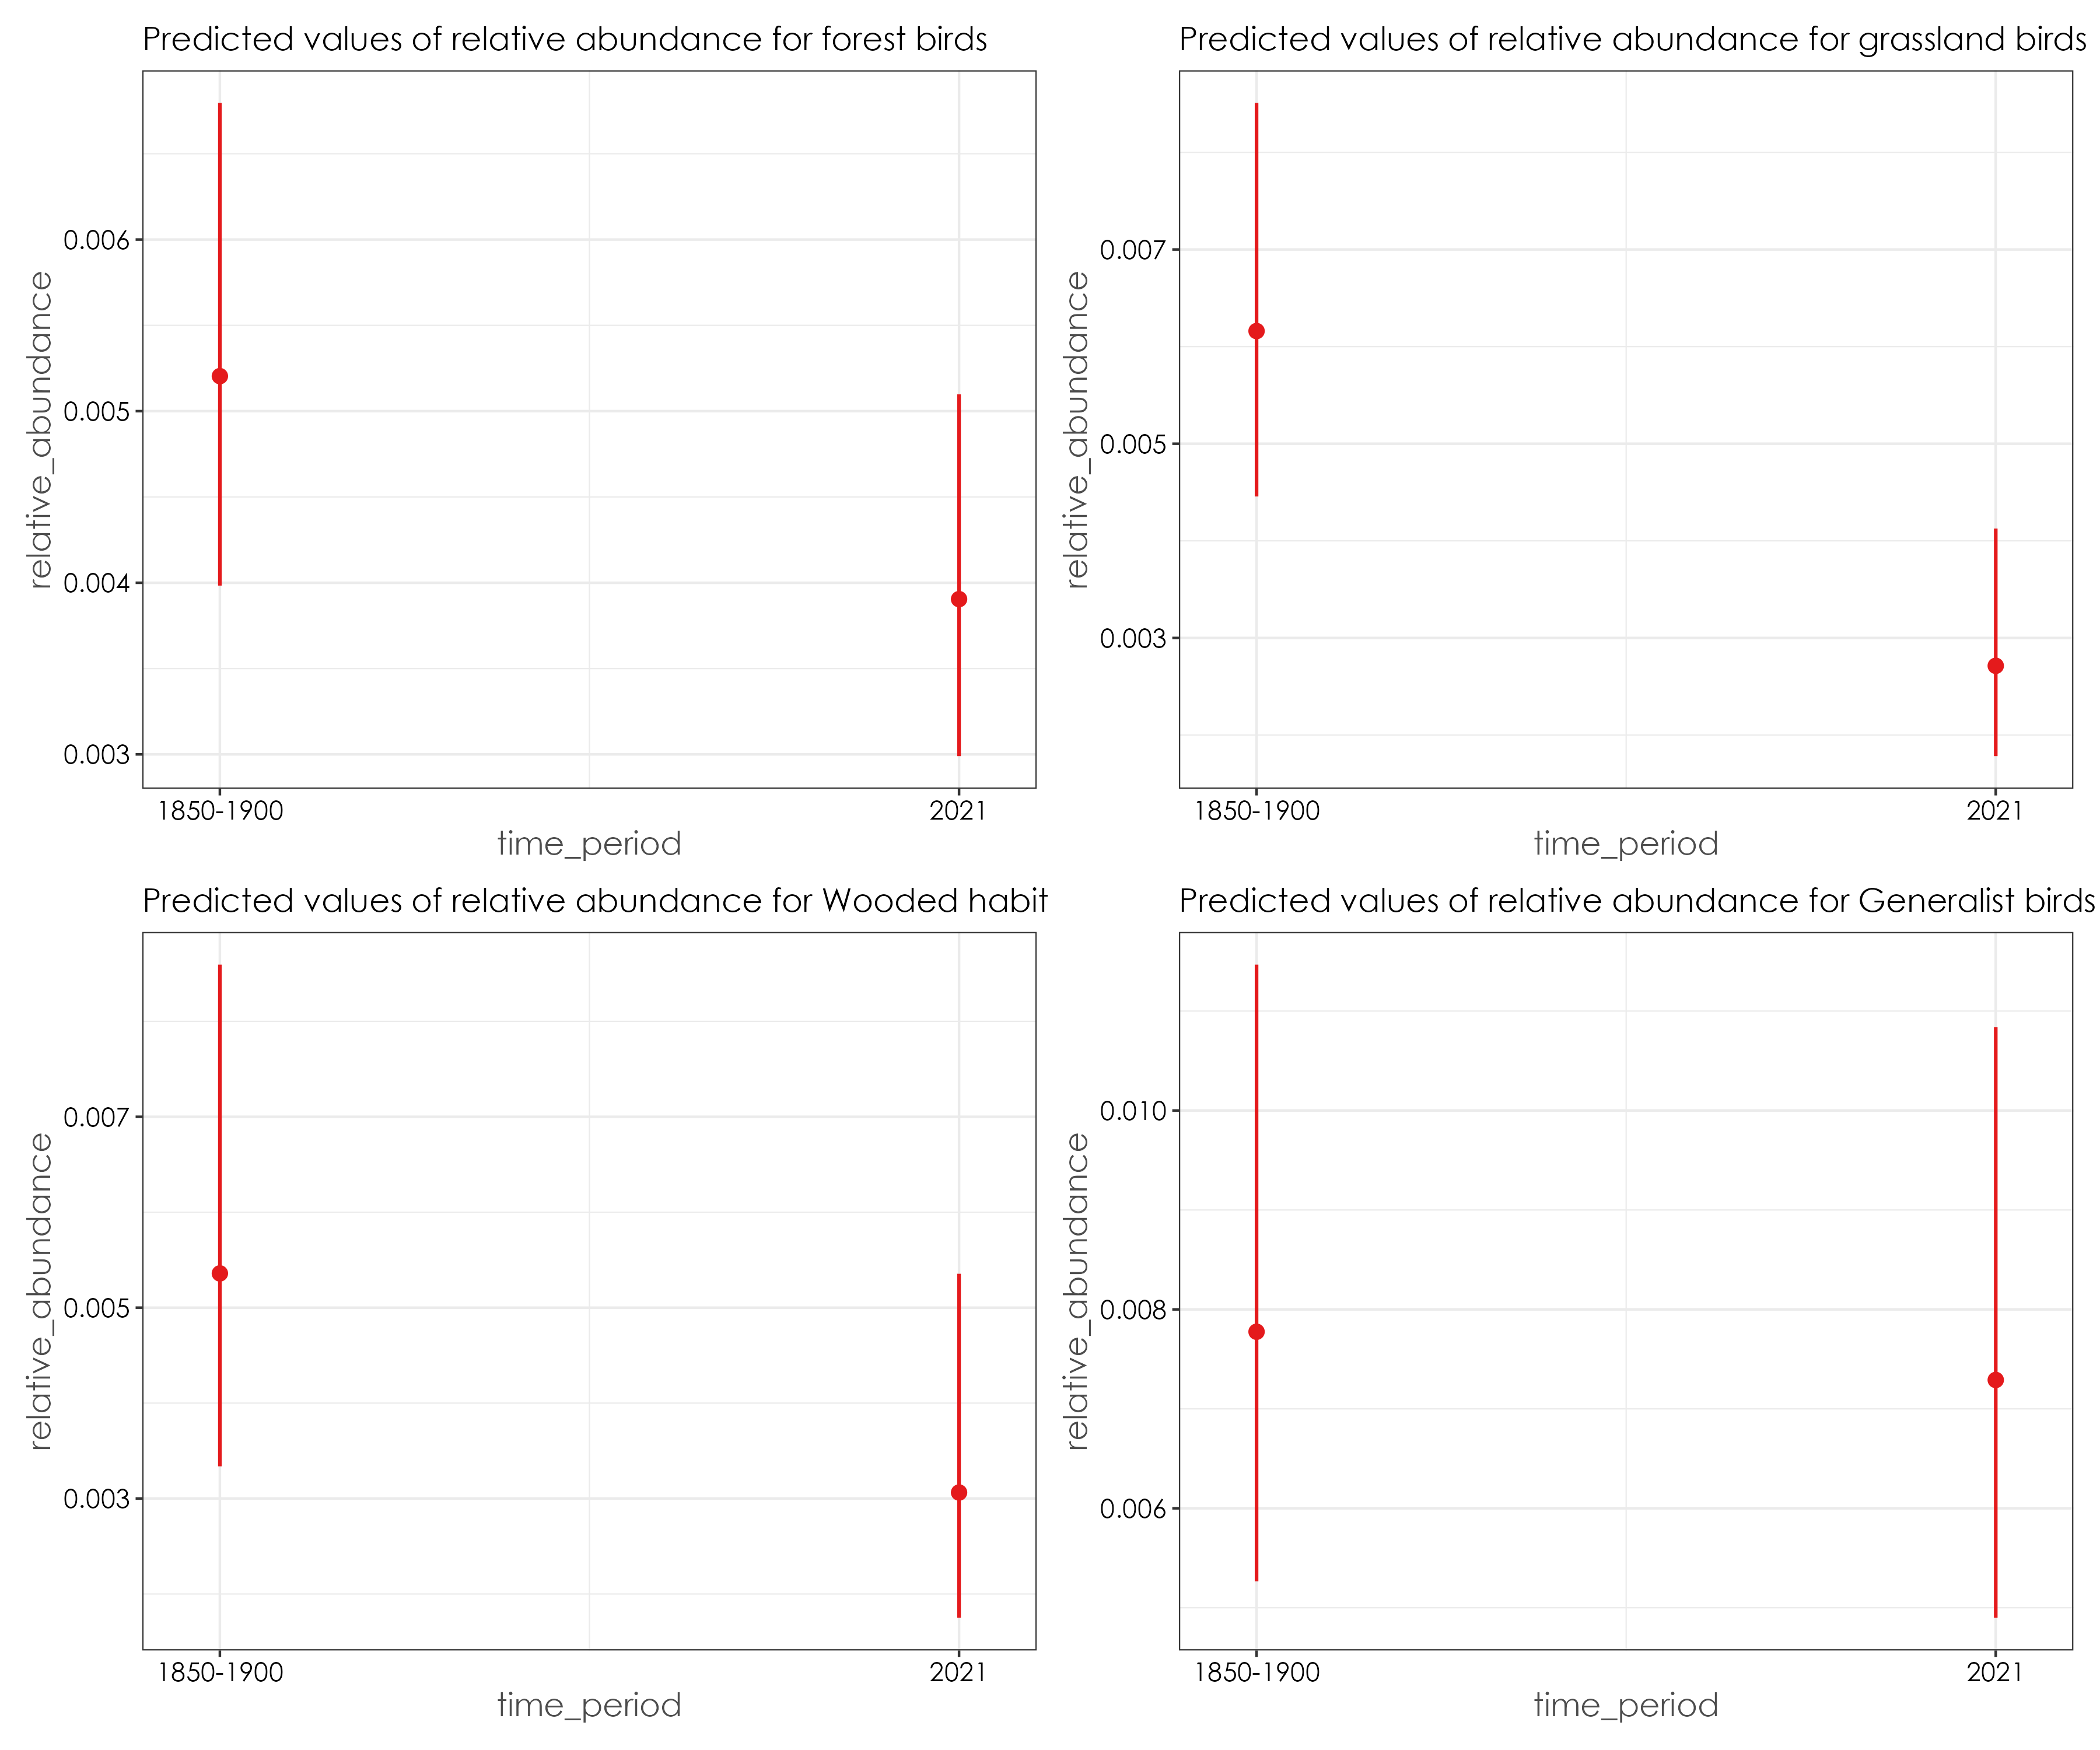 Predicted values of relative abundance for forest birds
relative_abundance
0.006
0.005
0.004
0.003
1850-1900
2021
time_period
Predicted values of relative abundance for grassland birds
relative_abundance
0.007
0.005
0.003
1850-1900
2021
time_period
Predicted values of relative abundance for Wooded habit
relative_abundance
0.007
0.005
0.003
1850-1900
2021
time_period
Predicted values of relative abundance for Generalist birds
relative_abundance
0.010
0.008
0.006
1850-1900
2021
time_period